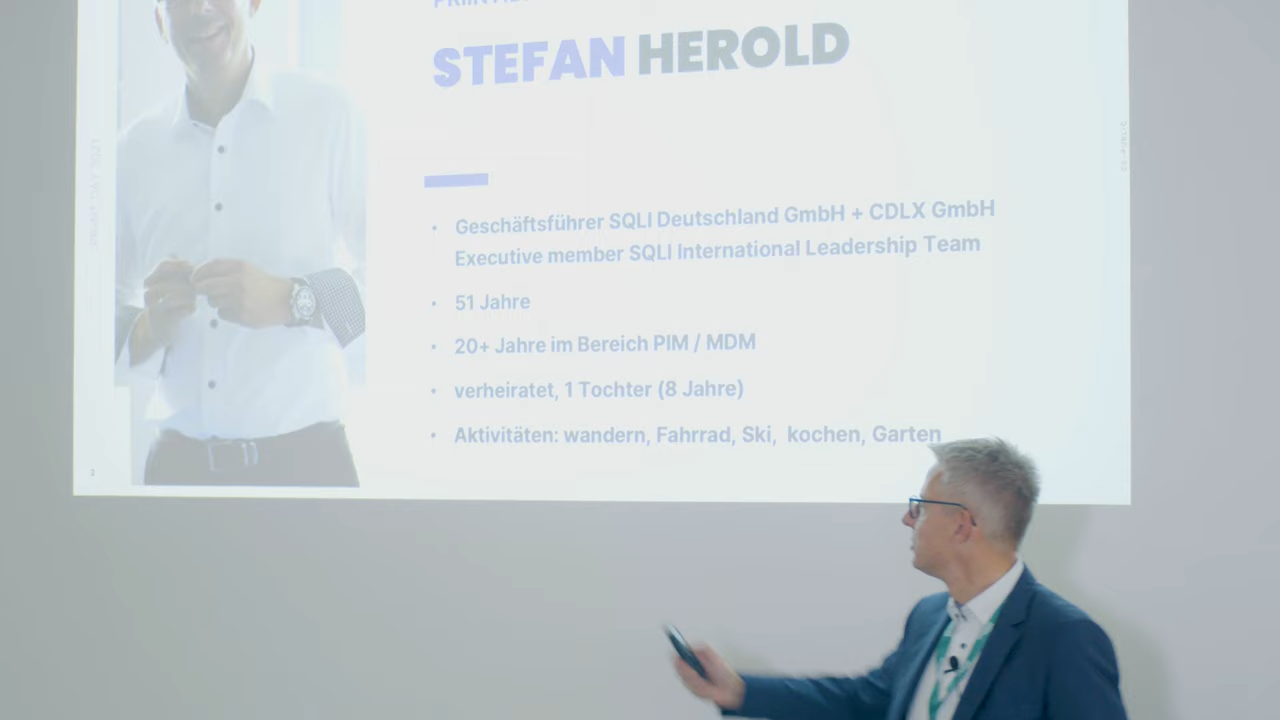 STEFAN HEROLD
• Geschäftsführer SQLI Deutschland GmbH + CDLX GmbH
Executive member SQLI International Leadership Team
• 51 Jahre
• 20+ Jahre im Bereich PIM / MDM
• verheiratet, 1 Tochter (8 Jahre)
• Aktivitäten: wandern, Fahrrad, Ski, kochen, Garten